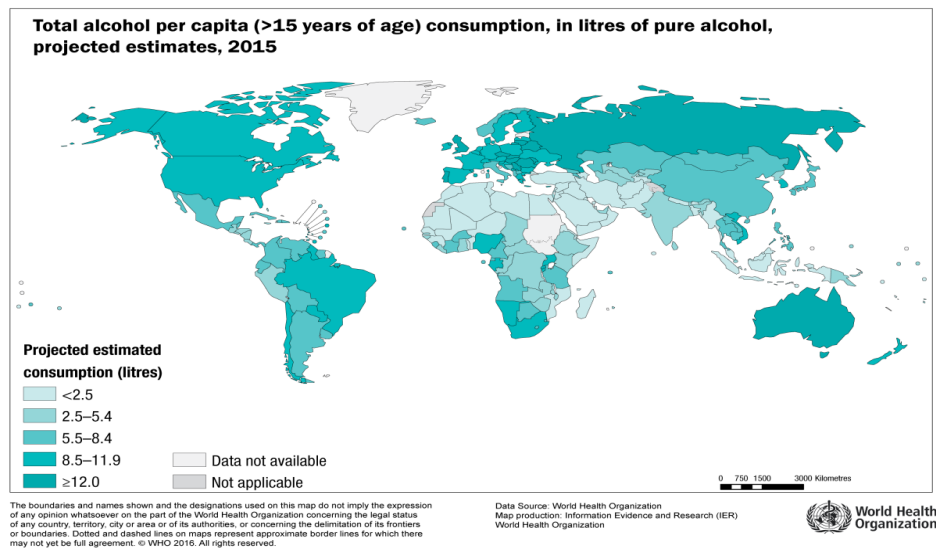 Total alcohol per capita (>15 years of age) consumption, in litres of pure alcohol,
projected estimates, 2015
Projected estimated
consumption (litres)
<2.5
2.5–5.4
5.5–8.4
8.5–11.9
≥12.0
Data not available
Not applicable
0 750 1500 3000 Kilometres
The boundaries and names shown and the designations used on this map do not imply the expression
of any opinion whatsoever on the part of the World Health Organization concerning the legal status
of any country, territory, city or area or of its authorities, or concerning the delimitation of its frontiers
or boundaries. Dotted and dashed lines on maps represent approximate border lines for which there
may not yet be full agreement. © WHO 2016. All rights reserved.
Data Source: World Health Organization
Map production: Information Evidence and Research (IER)
World Health Organization
World Health
Organization